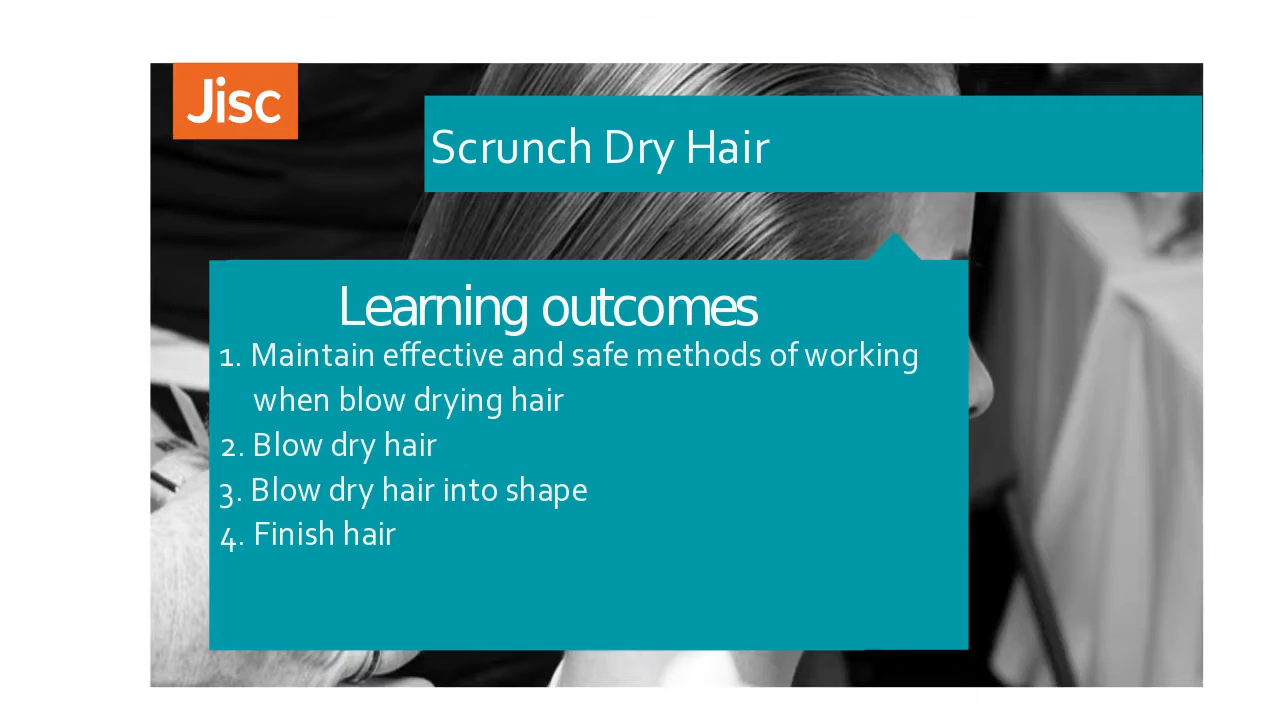 Jisc
Scrunch Dry Hair
Learning outcomes
1. Maintain effective and safe methods of working
when blow drying hair
2. Blow dry hair
3. Blow dry hair into shape
4. Finish hair